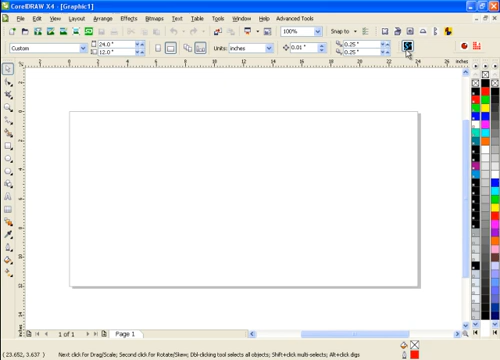 CorelDRAW X4 - [Graphic1]
File Edit View Layout Arrange Effects Bitmaps Text Table Tools Window Help Advanced Tools
100% Snap to
Custom 24.0 " 12.0 " Units: inches 0.01 " 0.25 " 0.25 "
inches
1 of 1 Page 1
( 23.652, 3.637 ) Next click for Drag/Scale; Second click for Rotate/Skew; Dbl-clicking tool selects all objects; Shift+click multi-selects; Alt+click digs